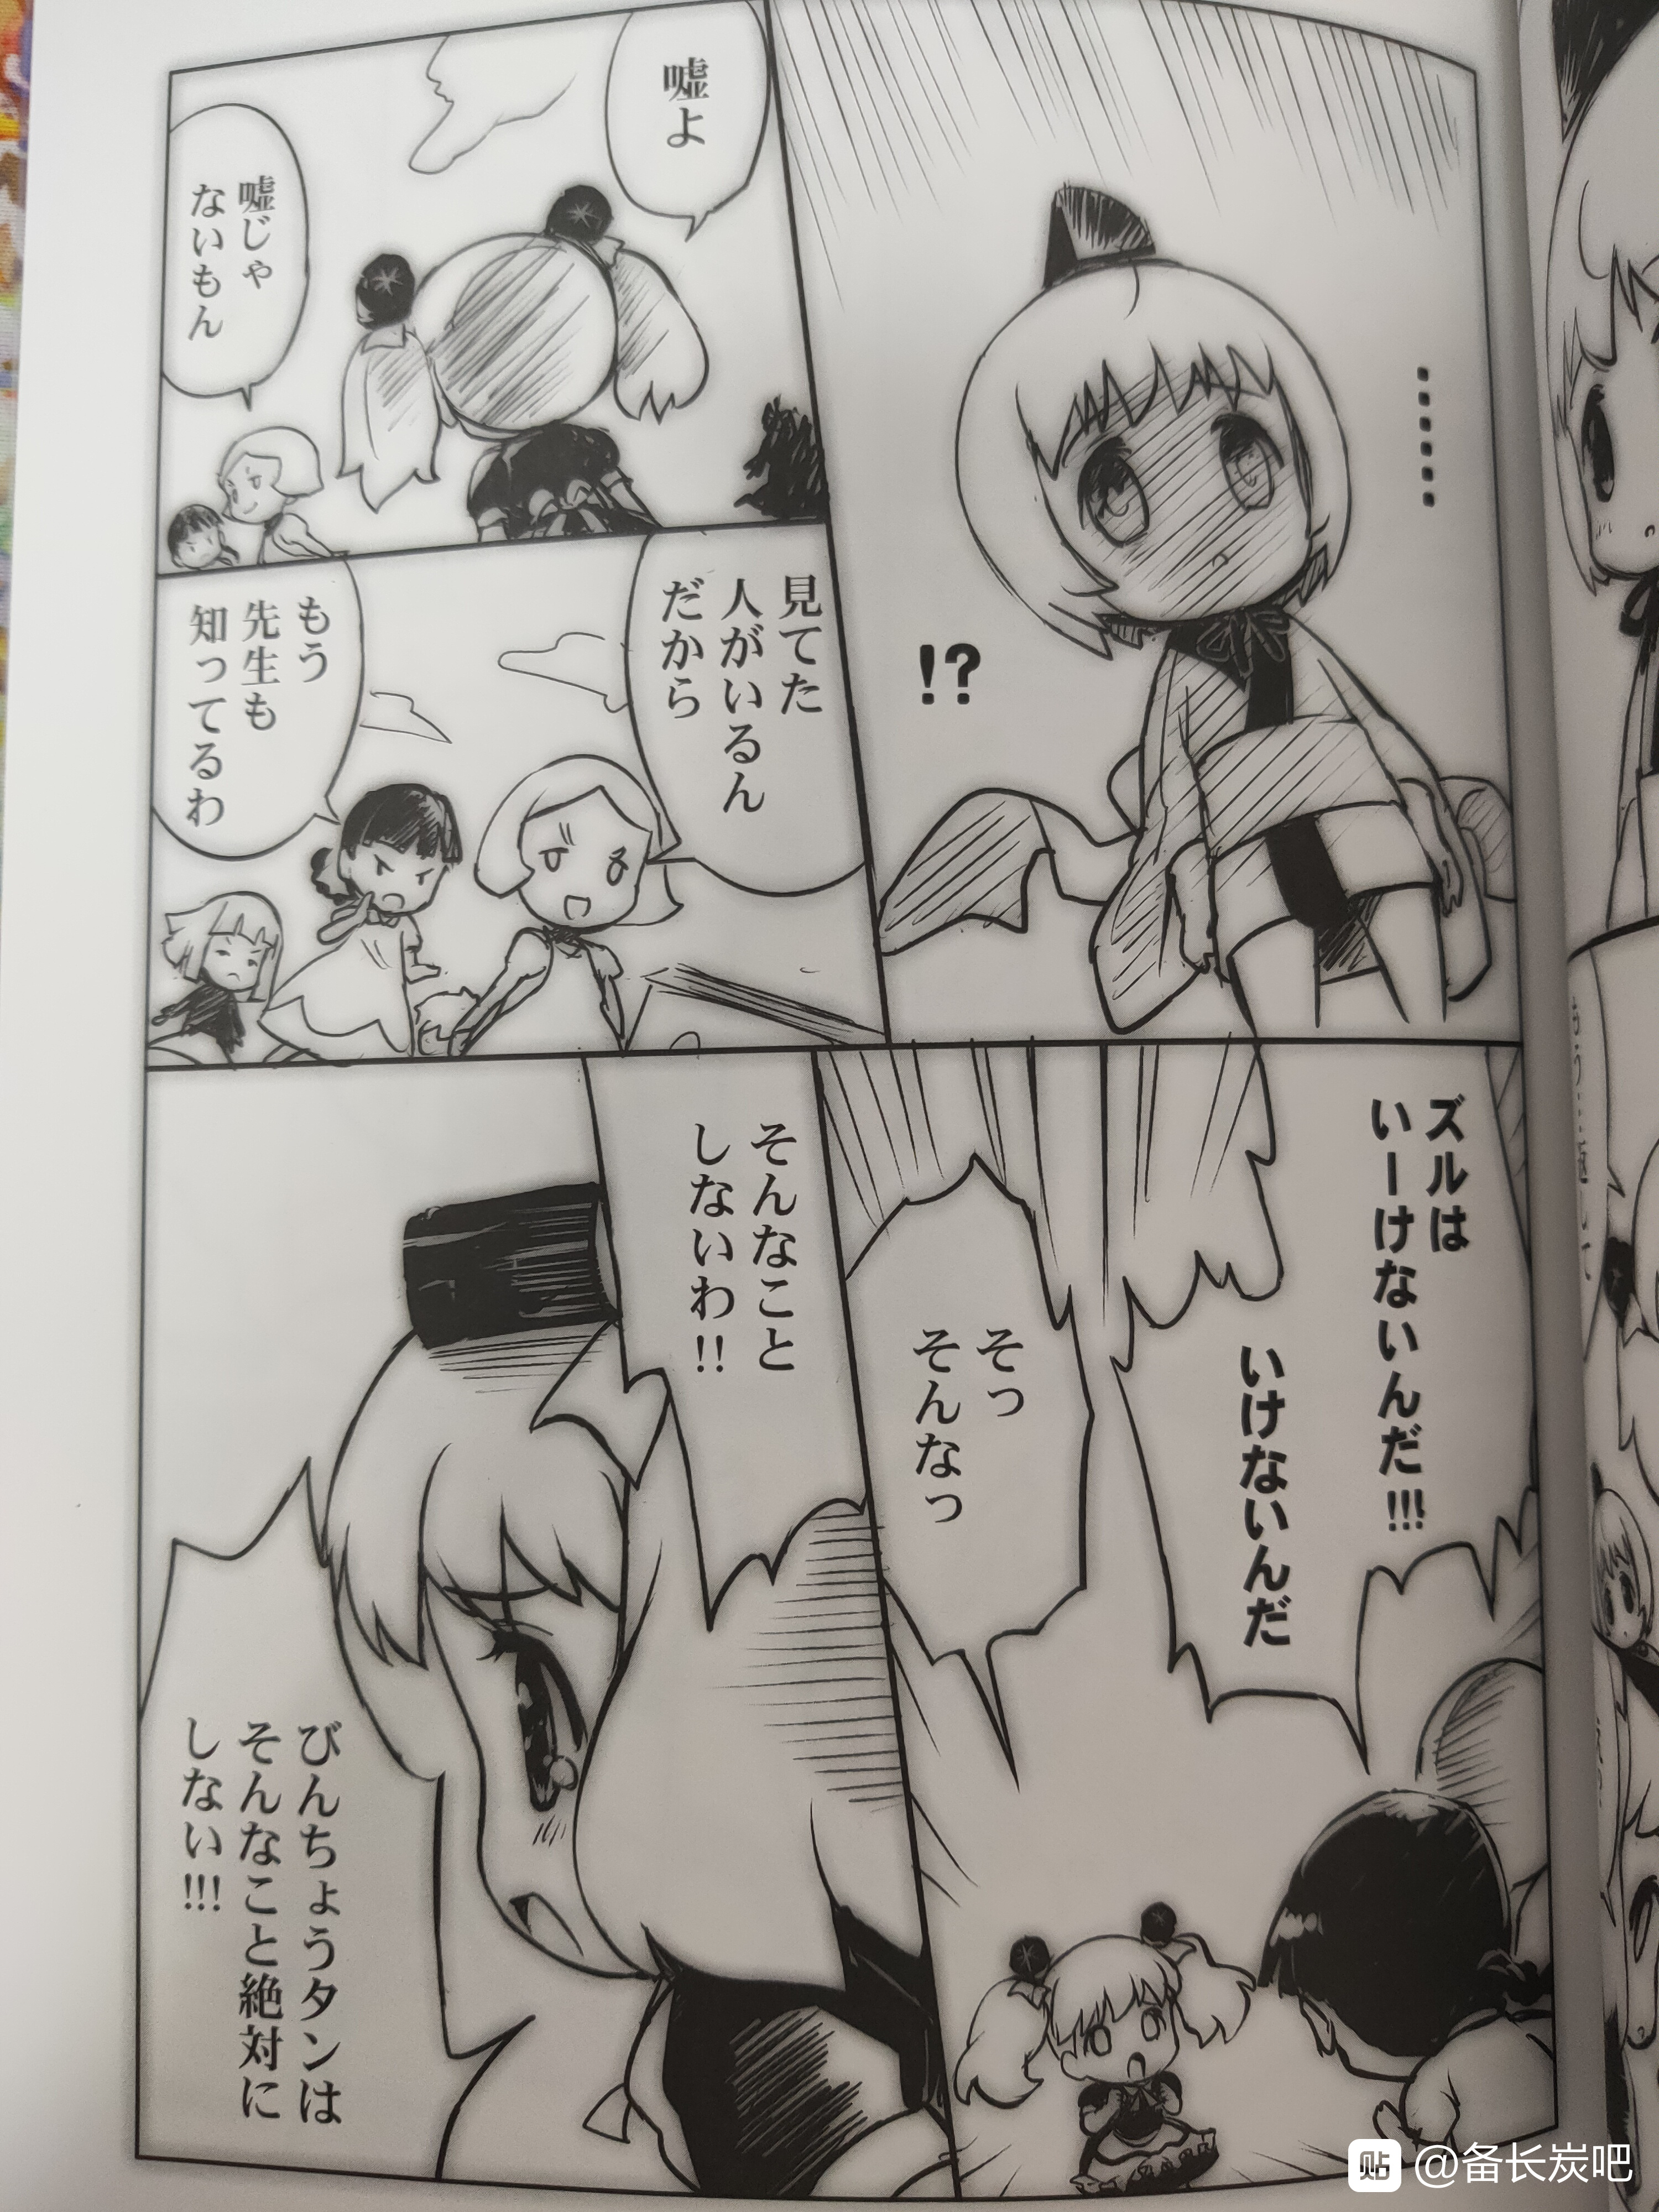 ……
!?
嘘よ
嘘じゃ
ないもん
見てた
人がいるん
だから
もう
先生も
知ってるわ
ズルは
いーけないんだ!!!
いけないんだ
そっ
そんなっ
そんなこと
しないわ!!
びんちょうタンは
そんなこと絶対に
しない!!!
贴 @备长炭吧